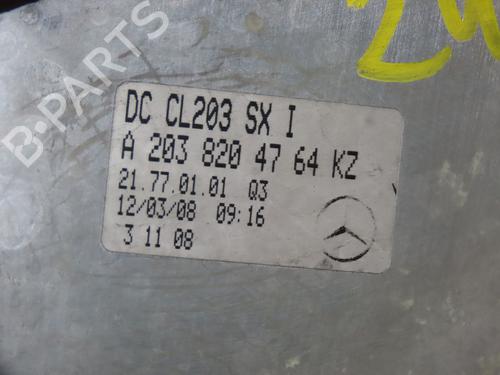 B-PARTS
DC CL203 SX I
A 203 820 47 64 KZ
21.77.01.01 Q3
12/03/08 09:16
3 11 08